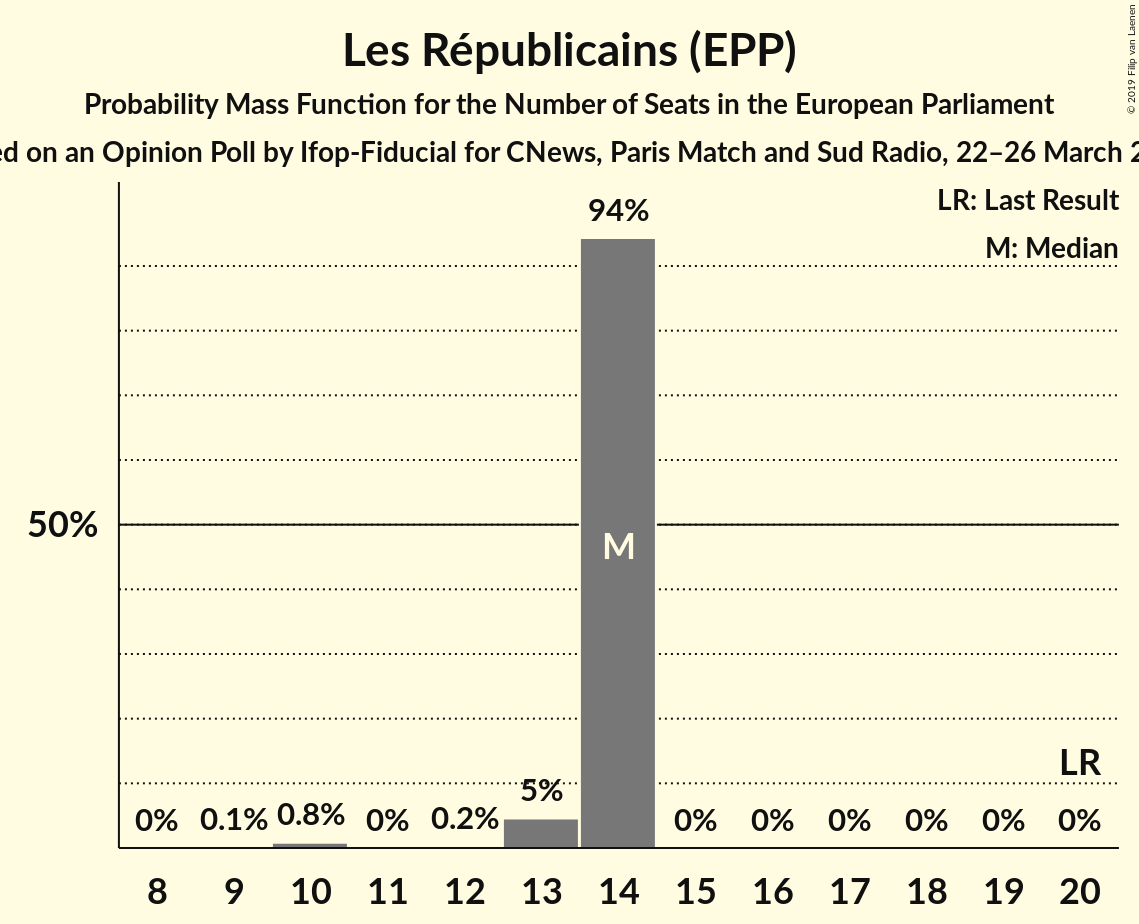 Les Républicains (EPP)
Probability Mass Function for the Number of Seats in the European Parliament
on an Opinion Poll by Ifop-Fiducial for CNews, Paris Match and Sud Radio, 22–26 March
© 2019 Filip van Laenen
LR: Last Result
M: Median
94%
50%
M
LR
0% 0.1% 0.8% 0% 0.2% 5% 0% 0% 0% 0% 0% 0%
8 9 10 11 12 13 14 15 16 17 18 19 20